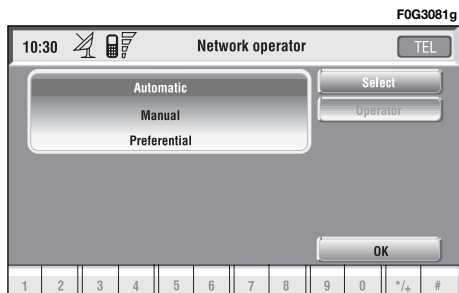 F0G3081g
10:30 Network operator TEL
Automatic
Manual
Preferential
Select
Operator
OK
1 2 3 4 5 6 7 8 9 0 */+ #